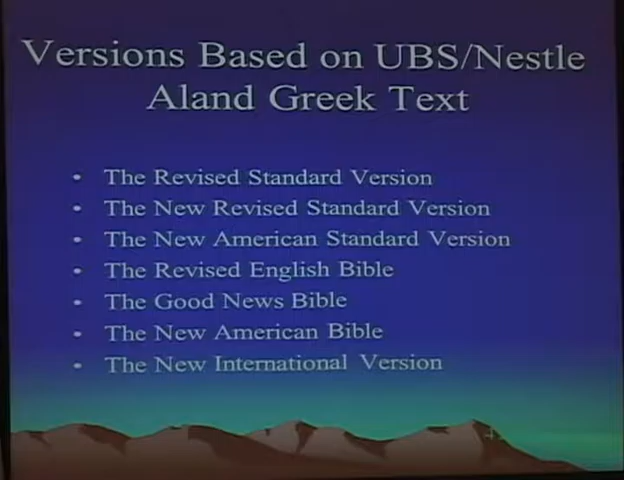 Versions Based on UBS/Nestle
Aland Greek Text
• The Revised Standard Version
• The New Revised Standard Version
• The New American Standard Version
• The Revised English Bible
• The Good News Bible
• The New American Bible
• The New International Version